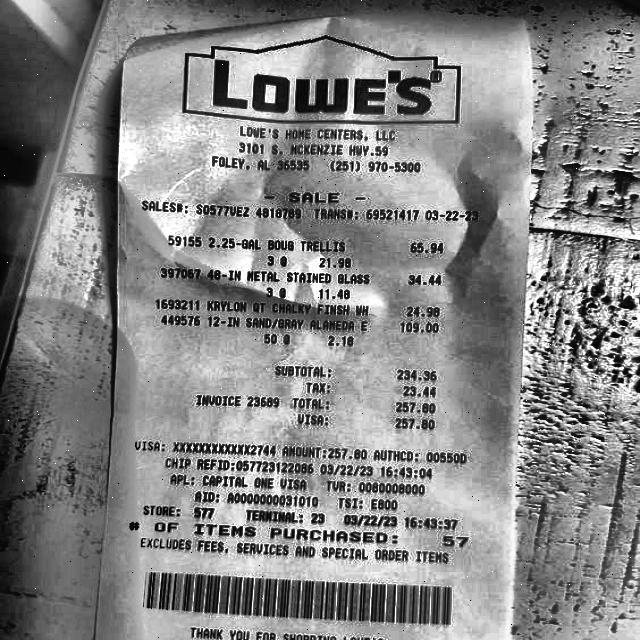 LOWE'S
LOWE'S HOME CENTERS, LLC
3101 S. MCKENZIE HWY.59
FOLEY, AL 36535 (251) 970-5300
- SALE -
SALES#: S0577VEZ 4818789 TRANS#: 69521417 03-22-23
59155 2.25-GAL BOUG TRELLIS 65.94
3 @ 21.98
397067 48-IN METAL STAINED GLASS 34.44
3 @ 11.48
1693211 KRYLON QT CHALKY FINSH WH 24.98
449576 12-IN SAND/GRAY ALAMEDA E 109.00
50 @ 2.18
SUBTOTAL: 234.36
TAX: 23.44
INVOICE 23689 TOTAL: 257.80
VISA: 257.80
VISA: XXXXXXXXXXXX2744 AMOUNT:257.80 AUTHCD: 00550D
CHIP REFID:057723122086 03/22/23 16:43:04
APL: CAPITAL ONE VISA TVR: 0080008000
AID: A0000000031010 TSI: E800
STORE: 577 TERMINAL: 23 03/22/23 16:43:37
# OF ITEMS PURCHASED: 57
EXCLUDES FEES, SERVICES AND SPECIAL ORDER ITEMS
THANK YOU FOR SHOPPING LOWE'S